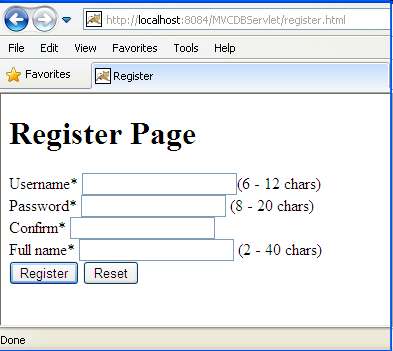 http://localhost:8084/MVCDBServlet/register.html
File Edit View Favorites Tools Help
Favorites Register
Register Page
Username* (6 - 12 chars)
Password* (8 - 20 chars)
Confirm*
Full name* (2 - 40 chars)
Register Reset
Done